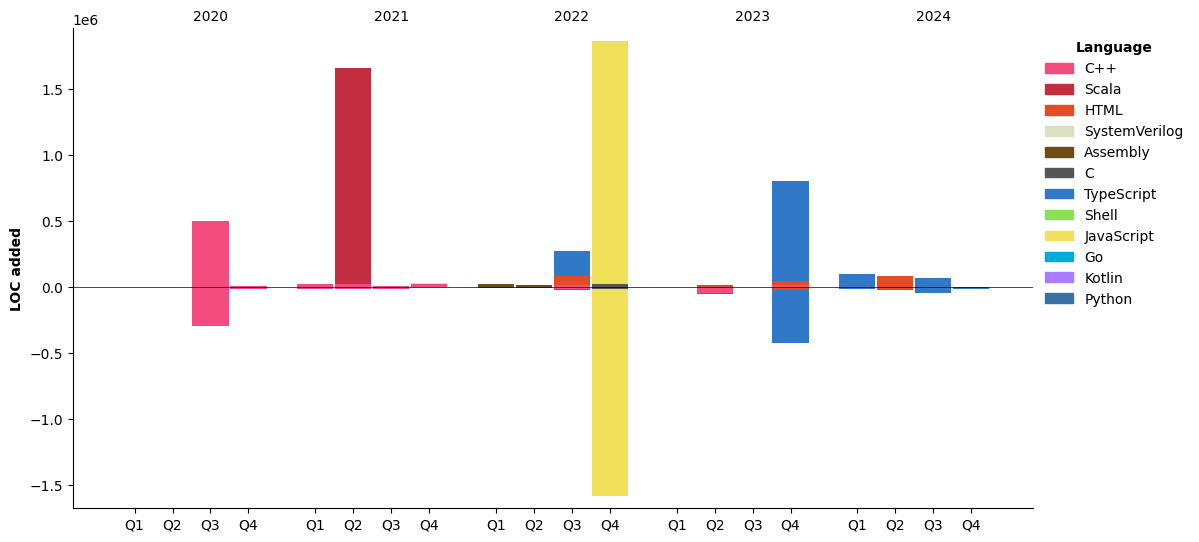 2020 2021 2022 2023 2024
1e6
LOC added
1.5
1.0
0.5
0.0
−0.5
−1.0
−1.5
Q1 Q2 Q3 Q4 Q1 Q2 Q3 Q4 Q1 Q2 Q3 Q4 Q1 Q2 Q3 Q4 Q1 Q2 Q3 Q4
Language
C++
Scala
HTML
SystemVerilog
Assembly
C
TypeScript
Shell
JavaScript
Go
Kotlin
Python